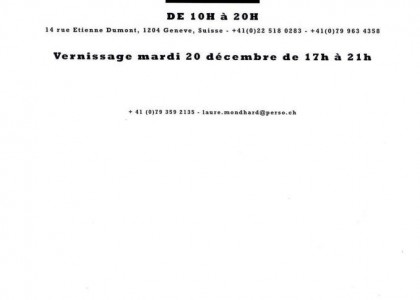 DE 10H à 20H
14 rue Etienne Dumont, 1204 Geneve, Suisse - +41(0)22 518 0283 - +41(0)79 963 4358
Vernissage mardi 20 décembre de 17h à 21h
+ 41 (0)79 359 2135 - laure.mondhard@perso.ch